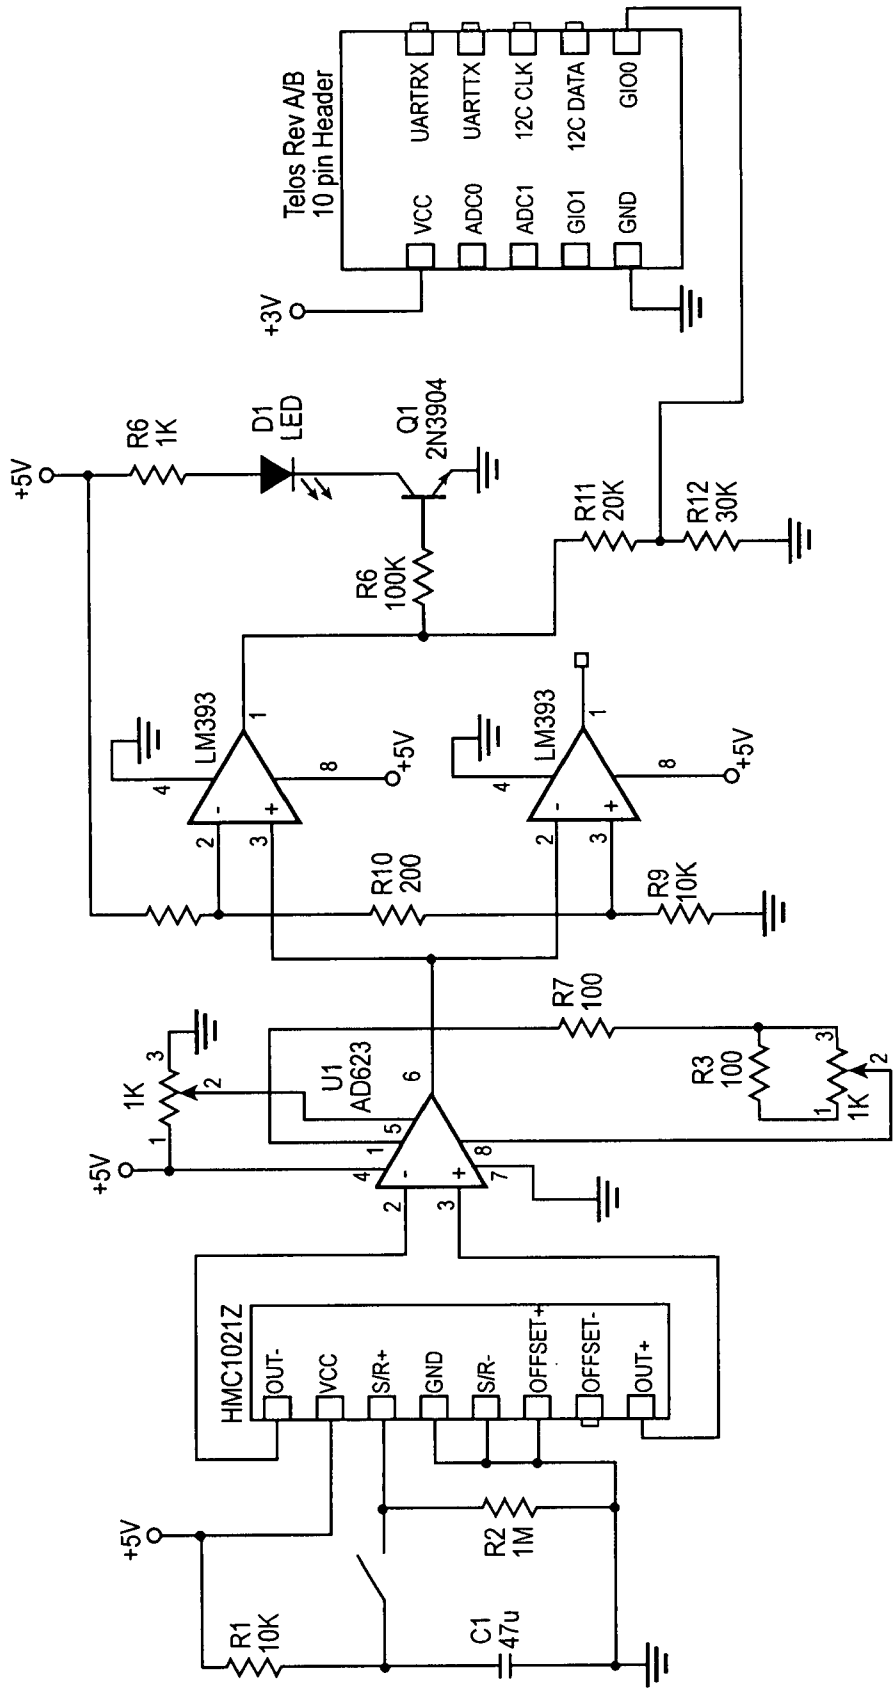 +5V
R1
10K
C1
47u
R2
1M
HMC1021Z
OUT-
VCC
S/R+
GND
S/R-
OFFSET+
OFFSET-
OUT+
+5V
1K
1
2
3
U1
AD623
2
3
4
1
5
6
7
8
R7
100
R3
100
1K
1
2
3
R10
200
R9
10K
LM393
2
3
4
1
8
-
+
+5V
LM393
2
3
4
1
8
-
+
+5V
-
+
+5V
R6
1K
D1
LED
Q1
2N3904
R6
100K
R11
20K
R12
30K
+3V
Telos Rev A/B
10 pin Header
VCC
ADC0
ADC1
GIO1
GND
UARTRX
UARTTX
12C CLK
12C DATA
GIO0